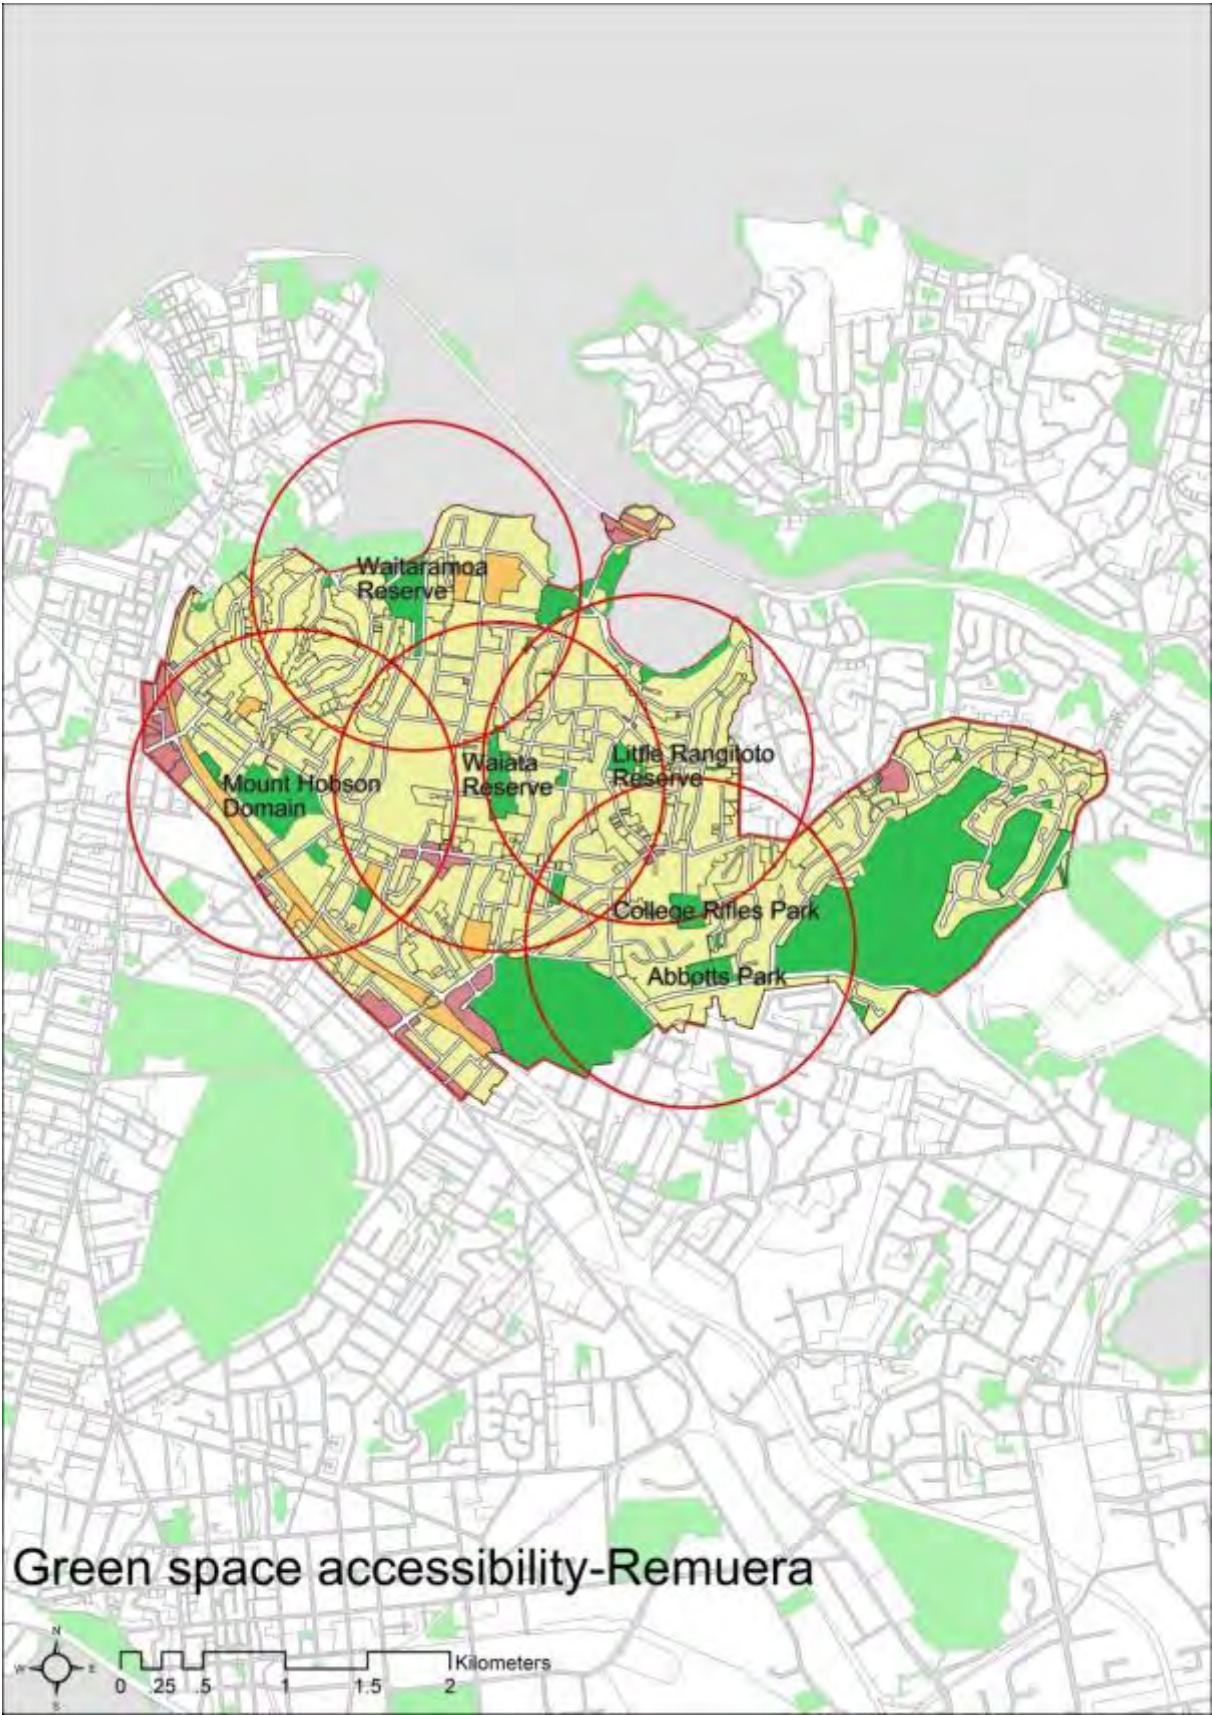 Waitaramoa
Reserve
Mount Hobson
Domain
Waiata
Reserve
Little Rangitoto
Reserve
College Rifles Park
Abbotts Park
Green space accessibility-Remuera
N
W E
S
Kilometers
0 .25 .5 1 1.5 2